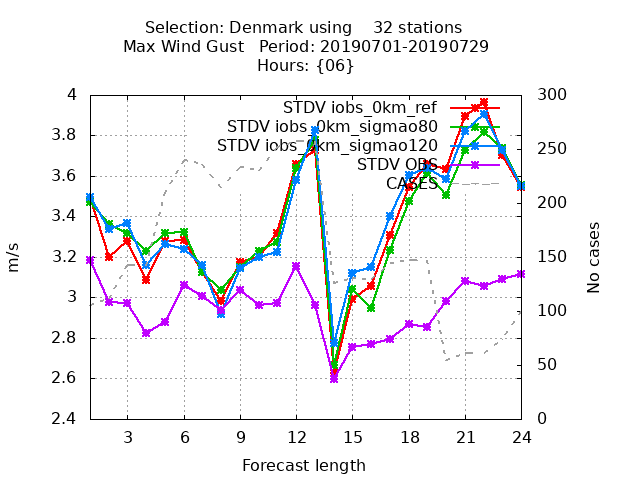 Selection: Denmark using 32 stations
Max Wind Gust Period: 20190701-20190729
Hours: {06}
STDV iobs_0km_ref
STDV iobs_0km_sigmao80
STDV iobs_0km_sigmao120
STDV OBS
CASES
4
3.8
3.6
3.4
3.2
3
2.8
2.6
2.4
300
250
200
150
100
50
0
m/s
No cases
3 6 9 12 15 18 21 24
Forecast length